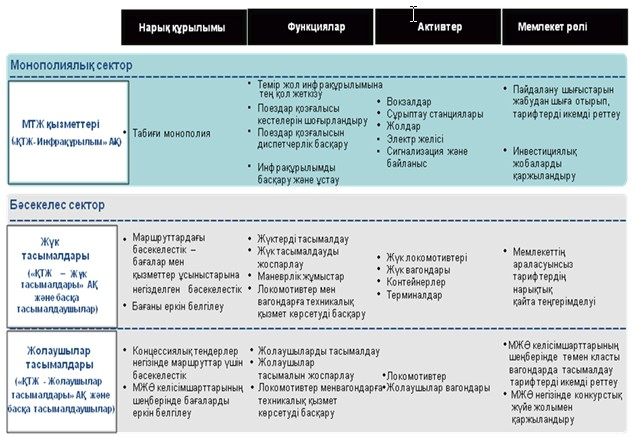 Нарық құрылымы
Функциялар
Активтер
Мемлекет рөлі
Монополиялық сектор
МТЖ қызметтері
(«ҚТЖ-Инфрақұрылым» АҚ)
• Табиғи монополия
• Темір жол инфрақұрылымына
тең қол жеткізу
• Поездар қозғалысы
кестелерін шоғырландыру
• Поездар қозғалысын
диспетчерлік басқару
• Инфрақұрылымды
басқару және ұстау
• Вокзалдар
• Сұрыптау станциялары
• Жолдар
• Электр желісі
• Сигнализация және
байланыс
• Пайдалану шығыстарын
жабудан шыға отырып,
тарифтерді икемді реттеу
• Инвестициялық
жобаларды
қаржыландыру
Бәсекелес сектор
Жүк
тасымалдары
(«ҚТЖ – Жүк
тасымалдары» АҚ
және басқа
тасымалдаушылар)
• Маршруттардағы
бәсекелестік –
бағалар мен
қызметтер ұсыныстарына
негізделген бәсекелестік
• Бағаны еркін белгілеу
• Жүктерді тасымалдау
• Жүк тасымалдауды
жоспарлау
• Маневрлік жұмыстар
• Локомотивтер мен
вагондарға техникалық
қызмет көрсетуді басқару
• Жүк локомотивтері
• Жүк вагондары
• Контейнерлер
• Терминалдар
• Мемлекеттің
араласуынсыз
тарифтердің
нарықтық
қайта теңгерімделуі
Жолаушылар
тасымалдары
(«ҚТЖ - Жолаушылар
тасымалдары» АҚ және
басқа тасымалдаушылар)
• Концессиялық тендерлер
негізінде маршруттар үшін
бәсекелестік
• МЖӘ келісімшарттарының
шеңберінде бағаларды
еркін белгілеу
• Жолаушыларды тасымалдау
• Жолаушылар
тасымалын жоспарлау
• Локомотивтер менвагондарға
техникалық қызмет
көрсетуді басқару
• Локомотивтер
• Жолаушылар вагондары
• МЖӘ келісімшарттарының
шеңберінде төмен класты
вагондарда тасымалдау
тарифтерді икемді реттеу
• МЖӘ негізінде конкурстық
жүйе жолымен
қаржыландыру